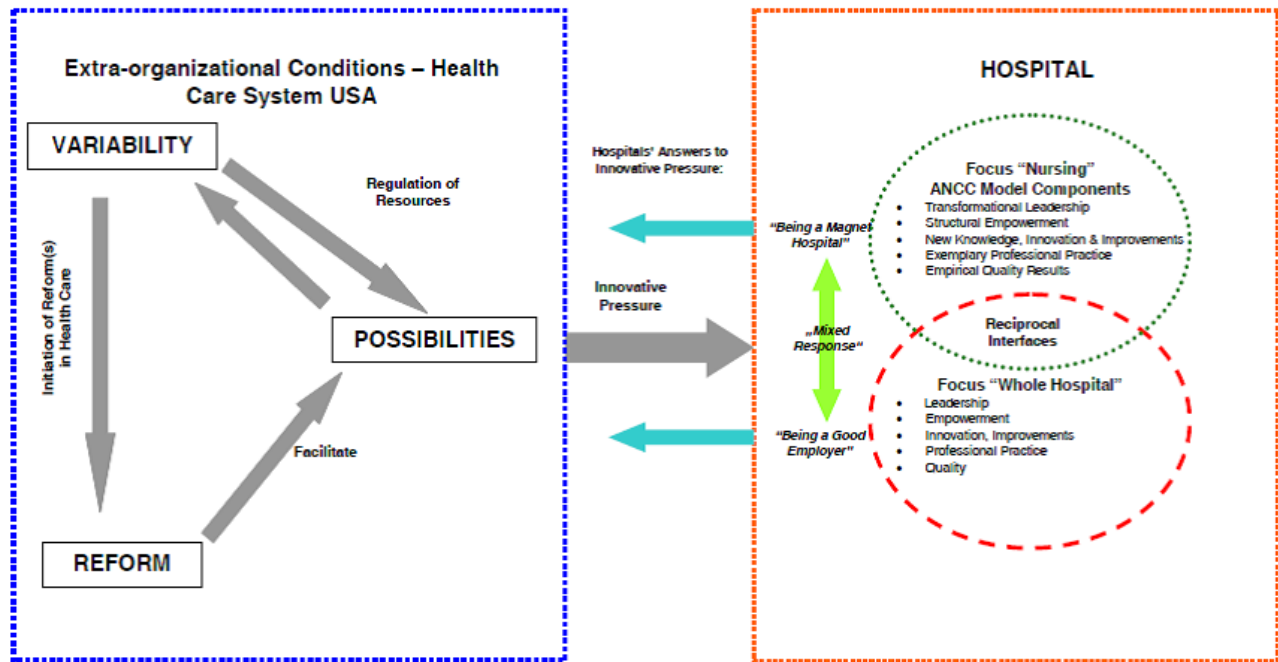 Extra-organizational Conditions – Health
Care System USA
VARIABILITY
Regulation of
Resources
Initiation of Reform(s)
in Health Care
POSSIBILITIES
Facilitate
REFORM
Hospitals' Answers to
Innovative Pressure:
Innovative
Pressure
HOSPITAL
"Being a Magnet
Hospital"
„Mixed
Response“
"Being a Good
Employer"
Focus "Nursing"
ANCC Model Components
• Transformational Leadership
• Structural Empowerment
• New Knowledge, Innovation & Improvements
• Exemplary Professional Practice
• Empirical Quality Results
Reciprocal
Interfaces
Focus "Whole Hospital"
• Leadership
• Empowerment
• Innovation, Improvements
• Professional Practice
• Quality